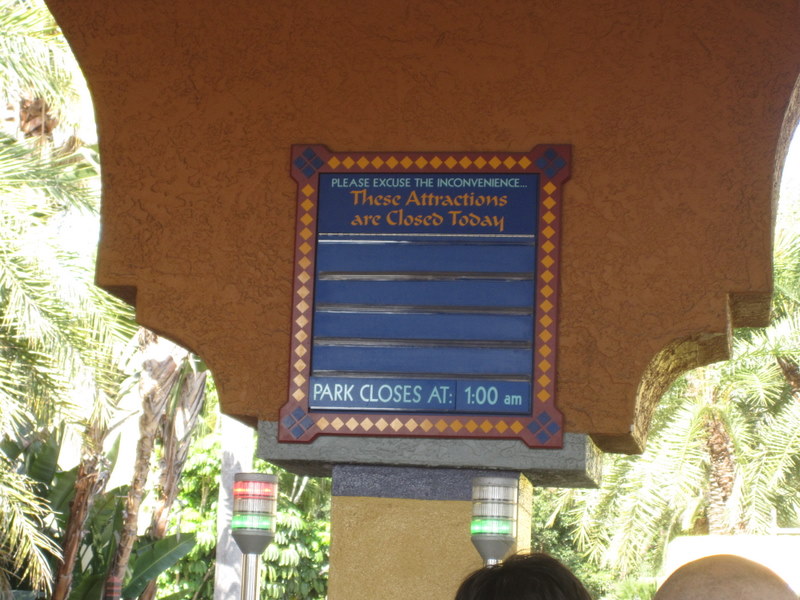 PLEASE EXCUSE THE INCONVENIENCE...
These Attractions
are Closed Today
PARK CLOSES AT: 1:00 am